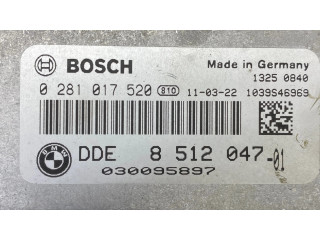 BOSCH Made in Germany
1325 0840
0 281 017 520 810 11-03-22 1039S46969
BMW DDE 8 512 047-01
030095897